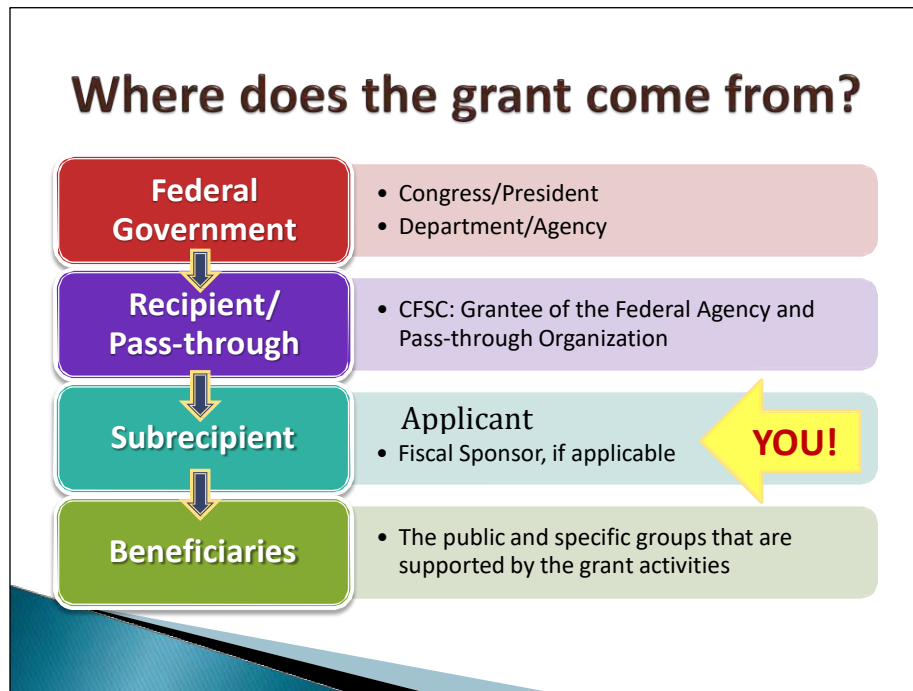 Where does the grant come from?
Federal
Government
• Congress/President
• Department/Agency
Recipient/
Pass-through
• CFSC: Grantee of the Federal Agency and
Pass-through Organization
Subrecipient
Applicant
• Fiscal Sponsor, if applicable
YOU!
Beneficiaries
• The public and specific groups that are
supported by the grant activities